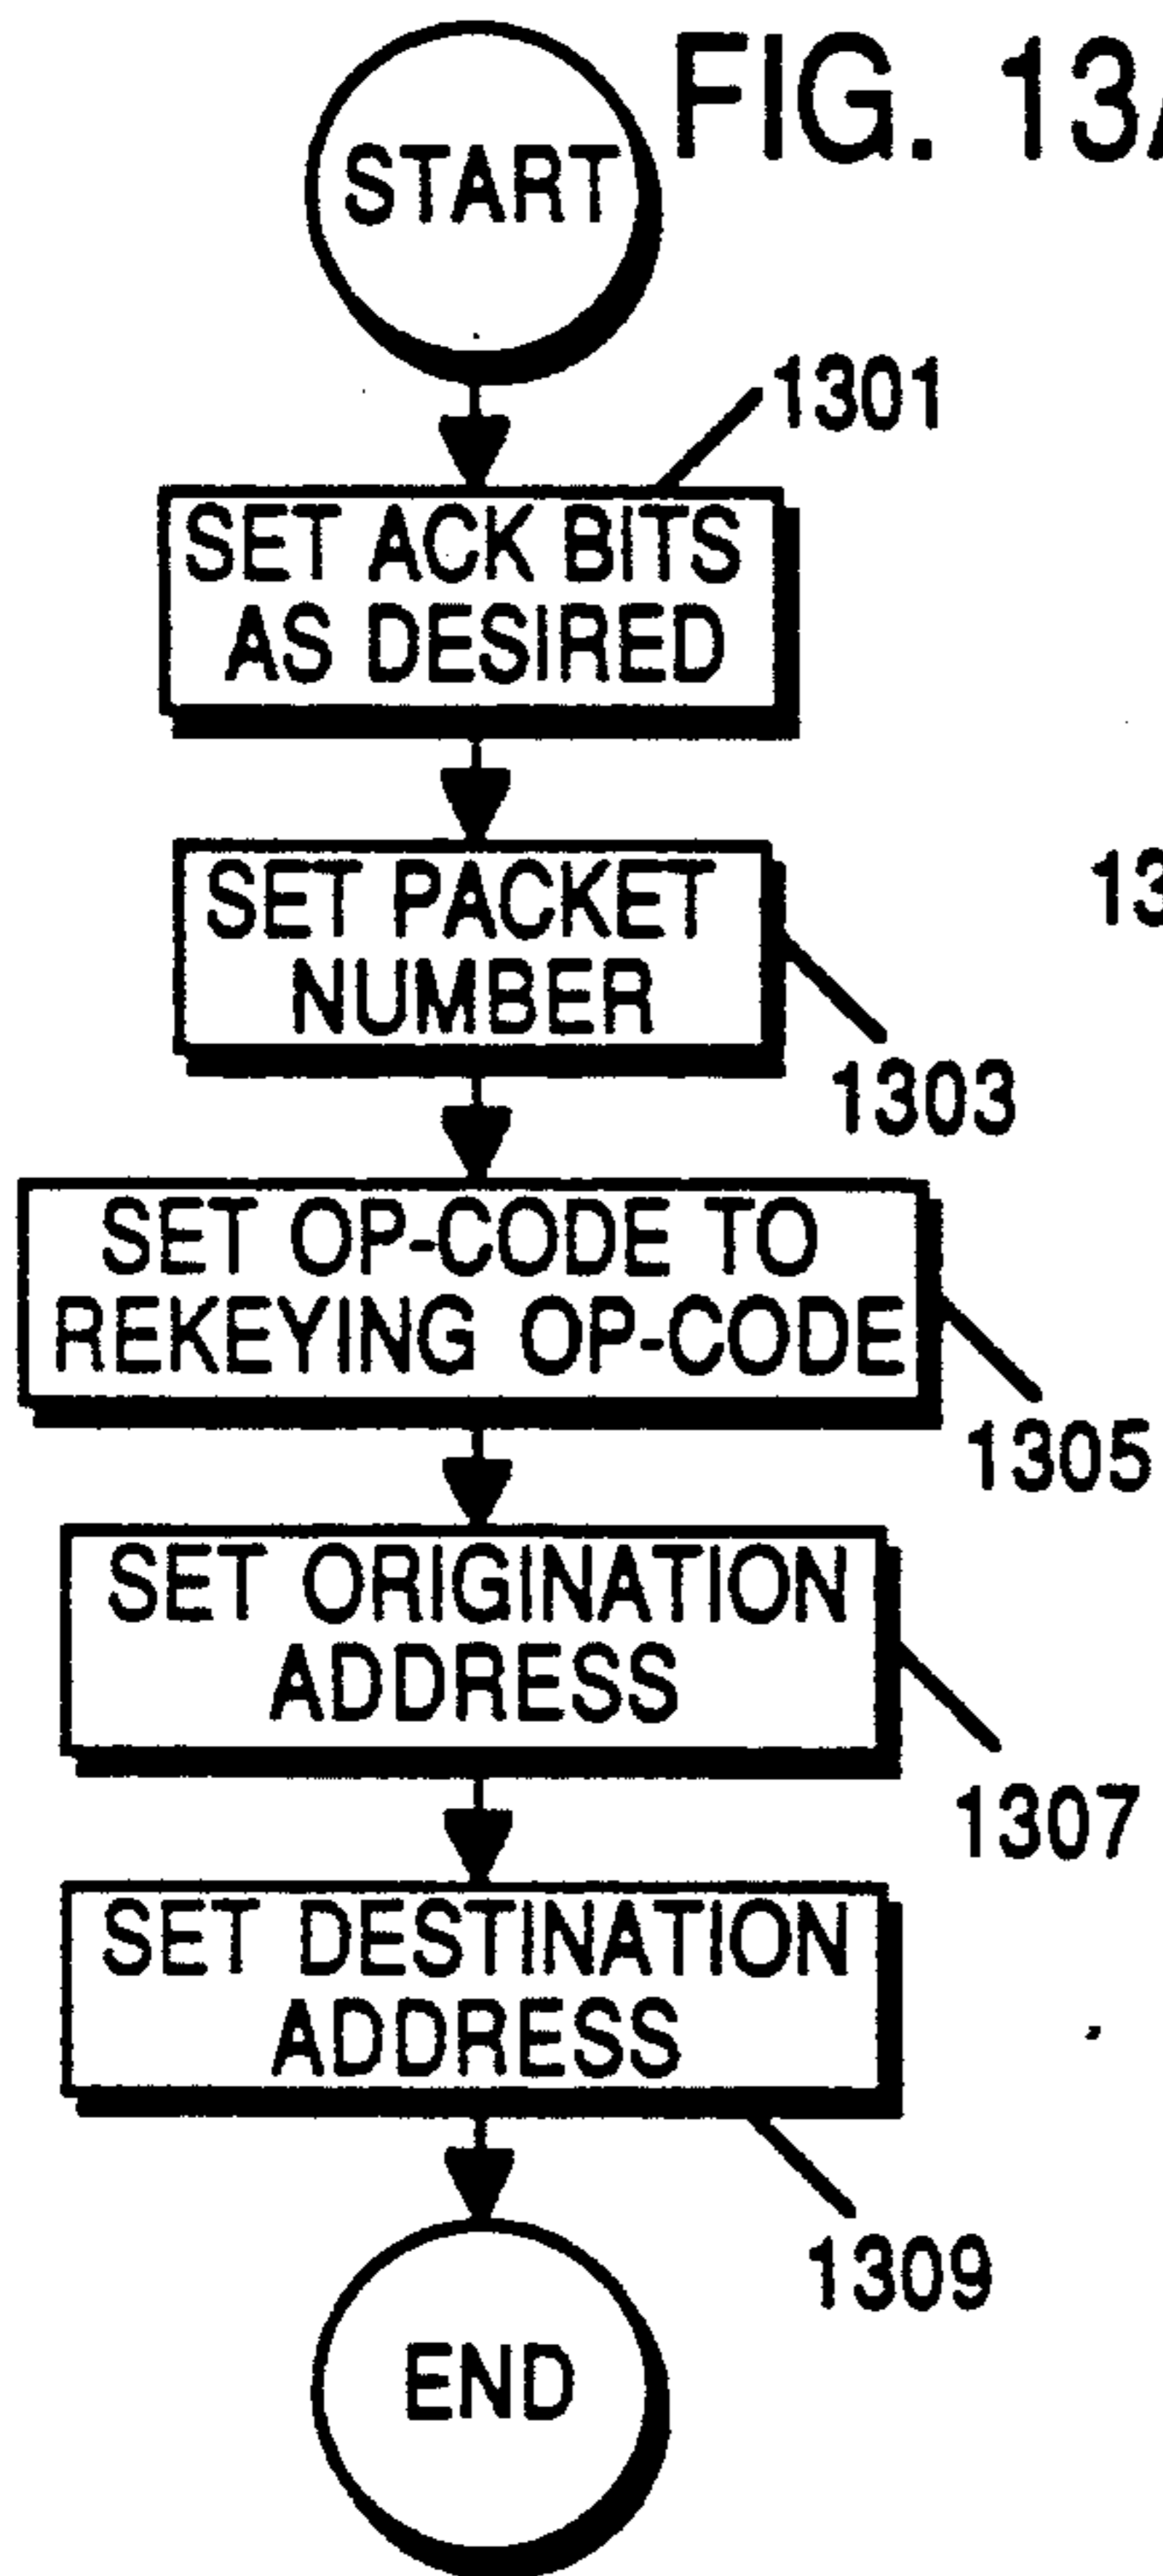 FIG. 13A
START
1301
SET ACK BITS
AS DESIRED
SET PACKET
NUMBER
1303
SET OP-CODE TO
REKEYING OP-CODE
1305
SET ORIGINATION
ADDRESS
1307
SET DESTINATION
ADDRESS
1309
END